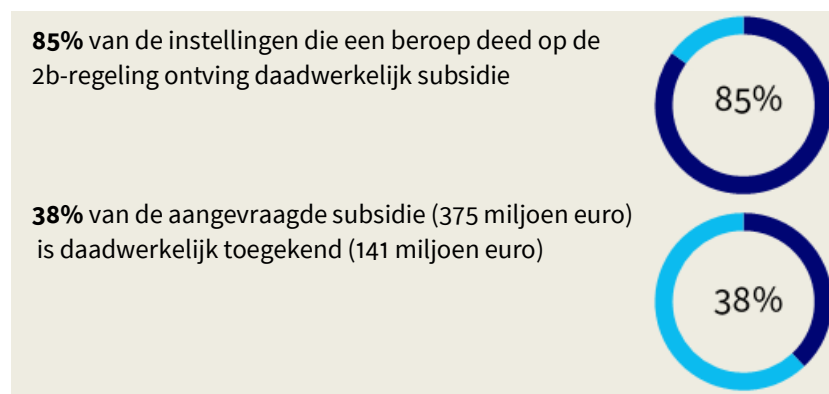 85% van de instellingen die een beroep deed op de
2b-regeling ontving daadwerkelijk subsidie
85%
38% van de aangevraagde subsidie (375 miljoen euro)
is daadwerkelijk toegekend (141 miljoen euro)
38%